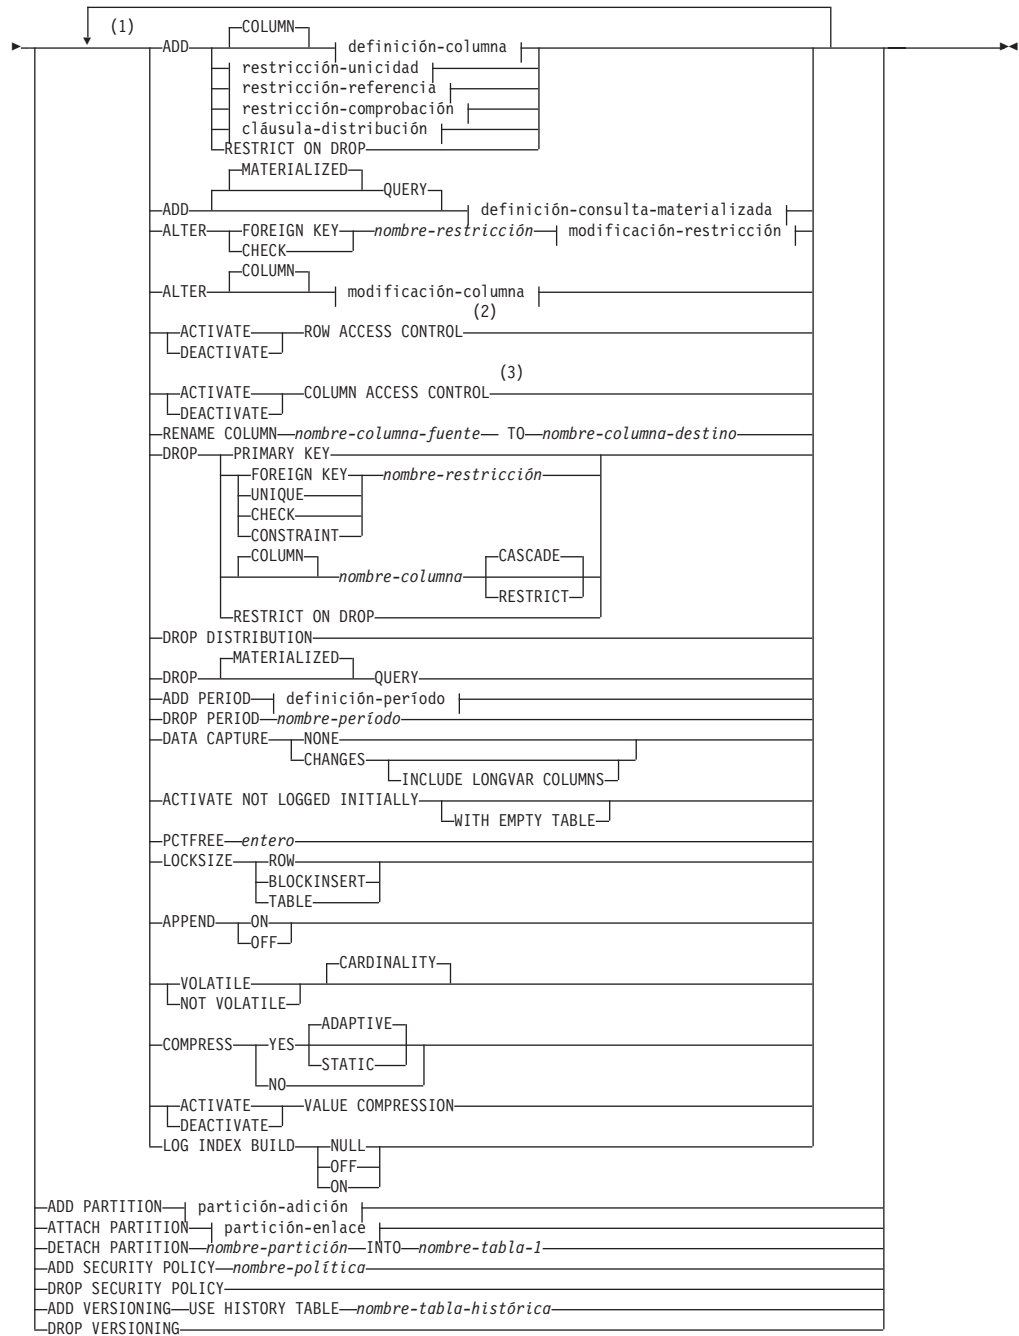 (1)
COLUMN
ADD definición-columna
restricción-unicidad
restricción-referencia
restricción-comprobación
cláusula-distribución
RESTRICT ON DROP
MATERIALIZED
QUERY
ADD definición-consulta-materializada
ALTER FOREIGN KEY nombre-restricción modificación-restricción
CHECK
COLUMN
ALTER modificación-columna
(2)
ACTIVATE ROW ACCESS CONTROL
DEACTIVATE
(3)
ACTIVATE COLUMN ACCESS CONTROL
DEACTIVATE
RENAME COLUMN nombre-columna-fuente TO nombre-columna-destino
DROP PRIMARY KEY
FOREIGN KEY nombre-restricción
UNIQUE
CHECK
CONSTRAINT
COLUMN CASCADE
nombre-columna
RESTRICT
RESTRICT ON DROP
DROP DISTRIBUTION
MATERIALIZED
DROP QUERY
ADD PERIOD definición-período
DROP PERIOD nombre-período
DATA CAPTURE NONE
CHANGES
INCLUDE LONGVAR COLUMNS
ACTIVATE NOT LOGGED INITIALLY
WITH EMPTY TABLE
PCTFREE entero
LOCKSIZE ROW
BLOCKINSERT
TABLE
APPEND ON
OFF
CARDINALITY
VOLATILE
NOT VOLATILE
ADAPTIVE
COMPRESS YES
STATIC
NO
ACTIVATE VALUE COMPRESSION
DEACTIVATE
LOG INDEX BUILD NULL
OFF
ON
ADD PARTITION partición-adición
ATTACH PARTITION partición-enlace
DETACH PARTITION nombre-partición INTO nombre-tabla-1
ADD SECURITY POLICY nombre-política
DROP SECURITY POLICY
ADD VERSIONING USE HISTORY TABLE nombre-tabla-histórica
DROP VERSIONING